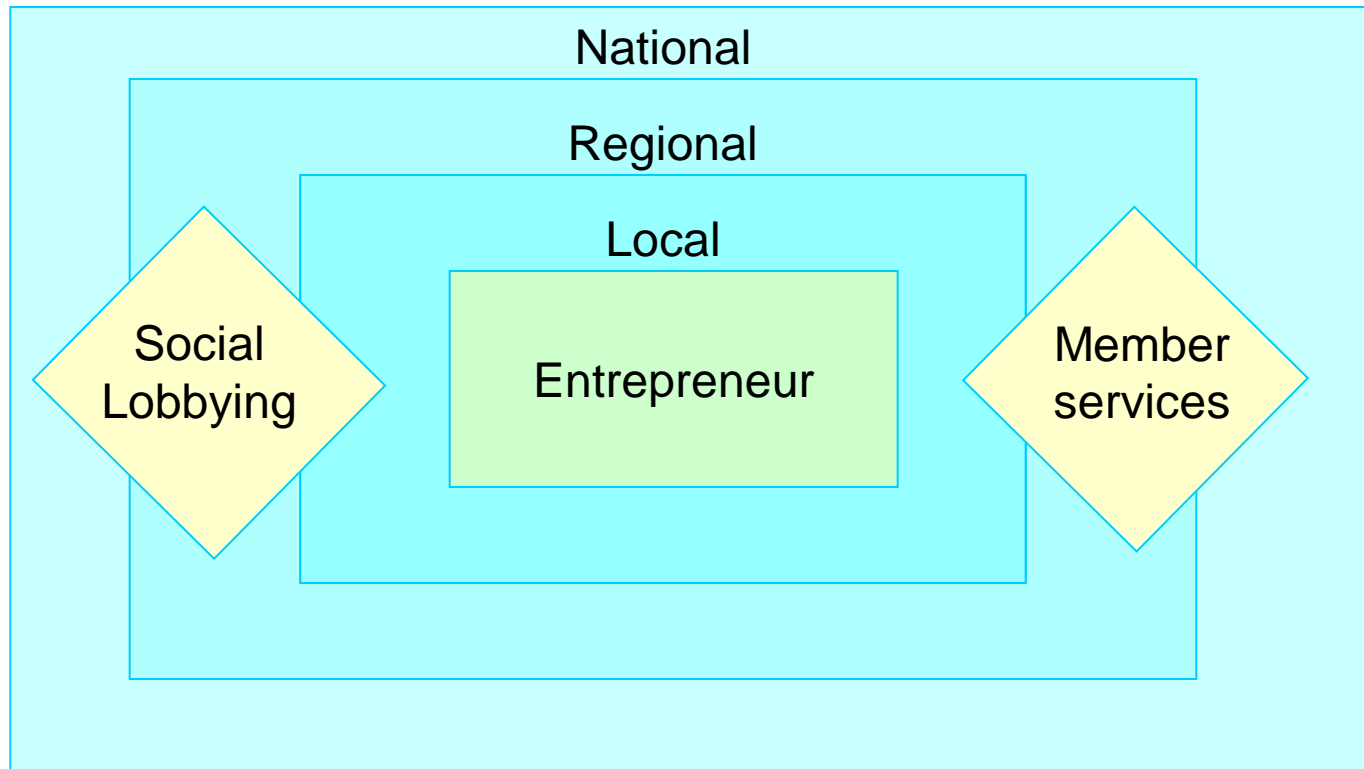 National
Regional
Local
Social
Lobbying
Entrepreneur
Member
services